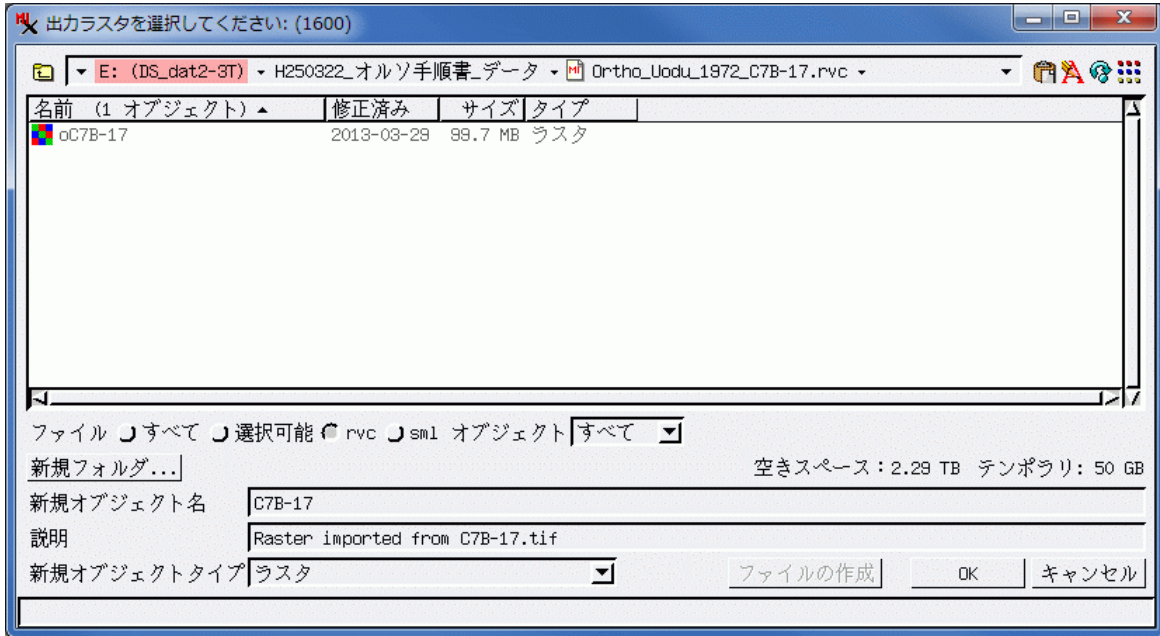 出力ラスタを選択してください: (1600)
E: (DS_dat2-3T) H250322_オルソ手順書_データ Ortho_Uodu_1972_C7B-17.rvc
名前 (1 オブジェクト) 修正済み サイズ タイプ
oC7B-17 2013-03-29 99.7 MB ラスタ
ファイル すべて 選択可能 rvc sml オブジェクト すべて
新規フォルダ... 空きスペース:2.29 TB テンポラリ: 50 GB
新規オブジェクト名 C7B-17
説明 Raster imported from C7B-17.tif
新規オブジェクトタイプ ラスタ ファイルの作成 OK キャンセル